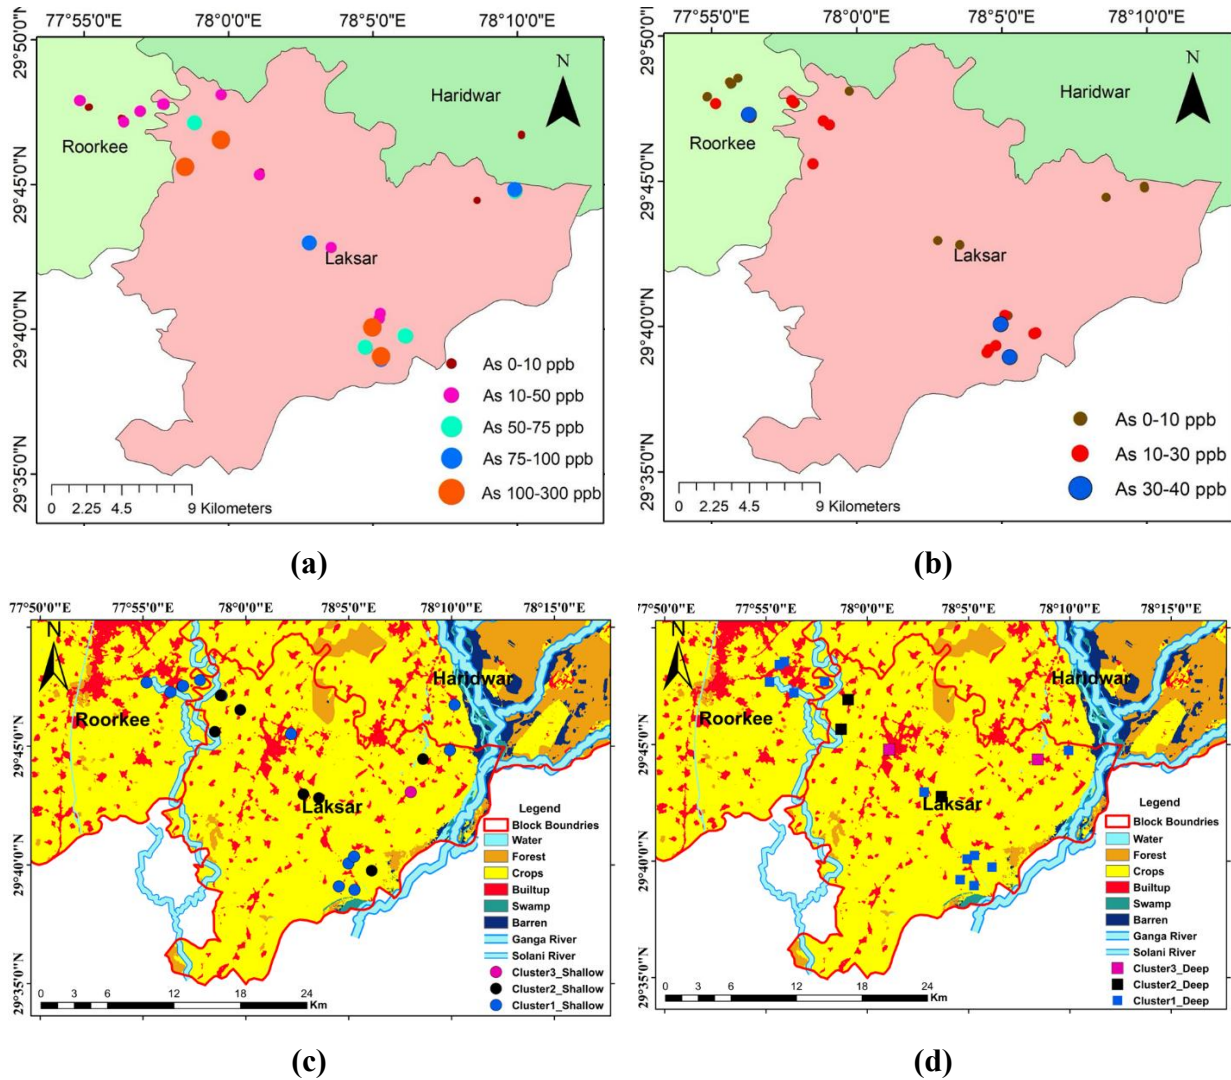 77°55'0"E 78°0'0"E 78°5'0"E 78°10'0"E
29°50'0"N
29°45'0"N
29°40'0"N
29°35'0"N
N
Haridwar
Roorkee
Laksar
As 0-10 ppb
As 10-50 ppb
As 50-75 ppb
As 75-100 ppb
As 100-300 ppb
0 2.25 4.5 9 Kilometers
(a)
77°55'0"E 78°0'0"E 78°5'0"E 78°10'0"E
29°50'0"N
29°45'0"N
29°40'0"N
29°35'0"N
N
Haridwar
Roorkee
Laksar
As 0-10 ppb
As 10-30 ppb
As 30-40 ppb
0 2.25 4.5 9 Kilometers
(b)
77°50'0"E 77°55'0"E 78°0'0"E 78°5'0"E 78°10'0"E 78°15'0"E
29°45'0"N
29°40'0"N
29°35'0"N
N
Haridwar
Roorkee
Laksar
Legend
Block Boundries
Water
Forest
Crops
Builtup
Swamp
Barren
Ganga River
Solani River
Cluster3_Shallow
Cluster2_Shallow
Cluster1_Shallow
0 3 6 12 18 24
Km
(c)
77°50'0"E 77°55'0"E 78°0'0"E 78°5'0"E 78°10'0"E 78°15'0"E
29°45'0"N
29°40'0"N
29°35'0"N
N
Haridwar
Roorkee
Laksar
Legend
Block Boundries
Water
Forest
Crops
Builtup
Swamp
Barren
Ganga River
Solani River
Cluster3_Deep
Cluster2_Deep
Cluster1_Deep
0 3 6 12 18 24
Km
(d)